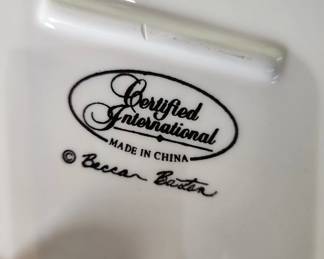 Certified
International
MADE IN CHINA
© Becca Barton